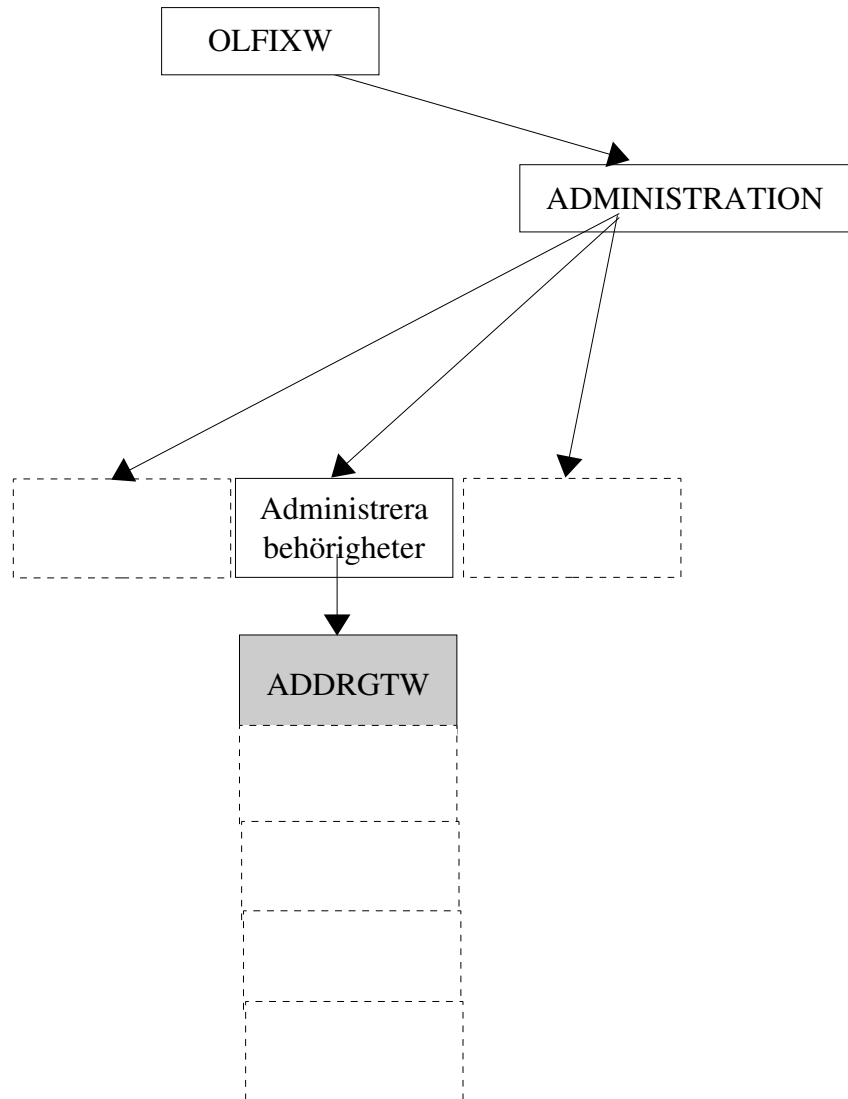 OLFIXW
ADMINISTRATION
Administrera
behörigheter
ADDRGTW